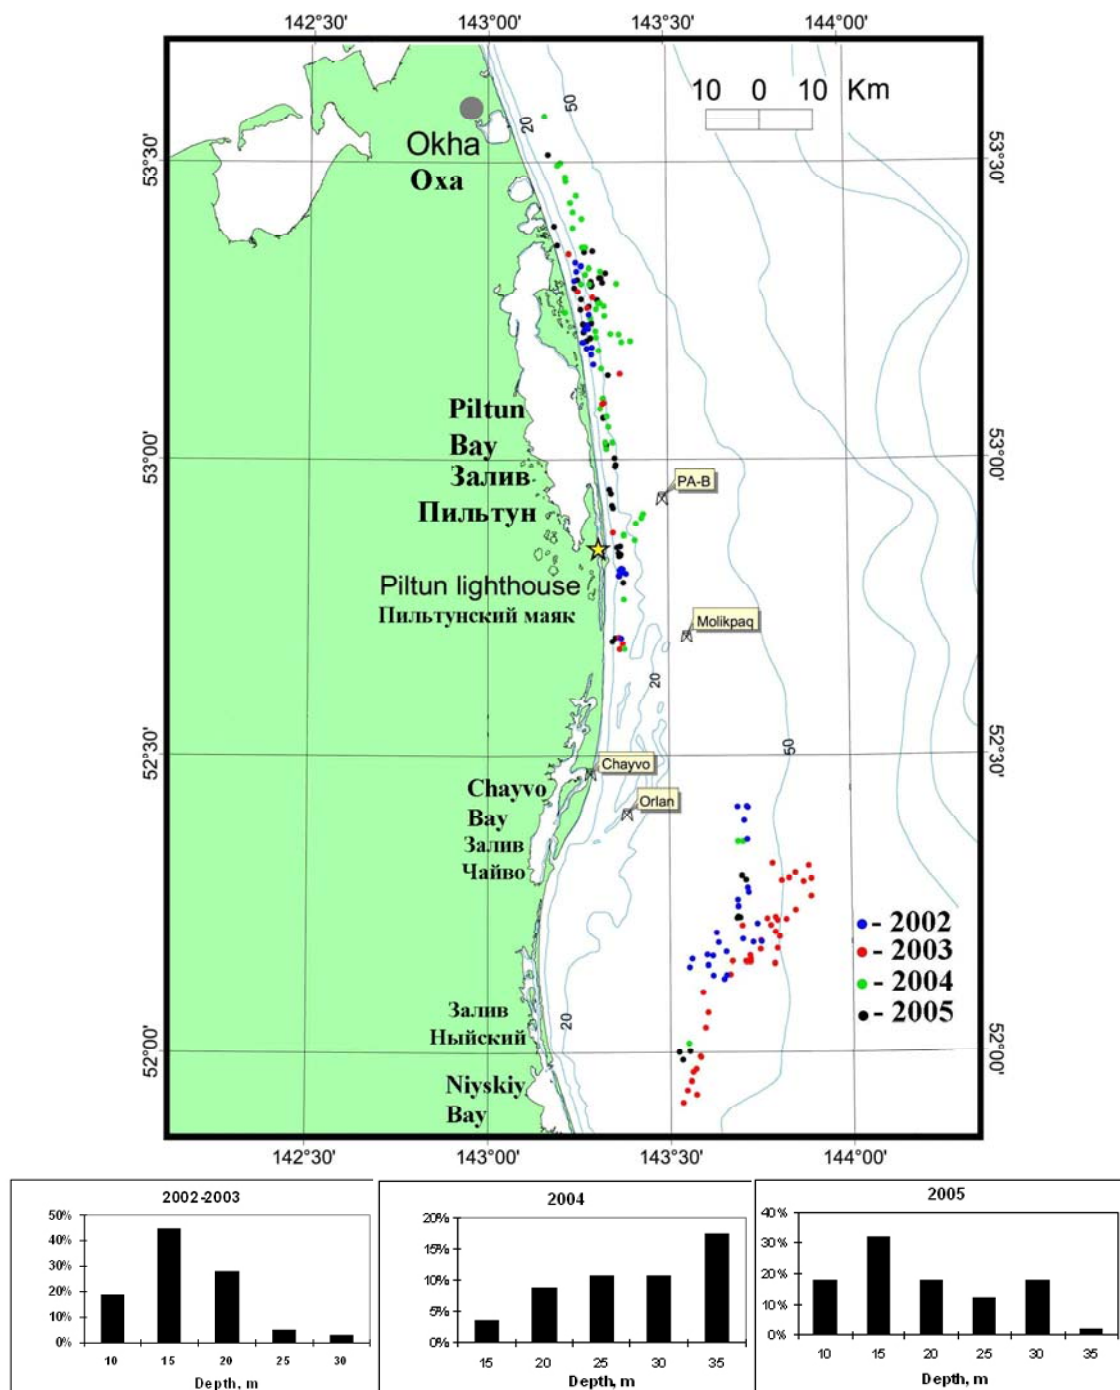 142°30' 143°00' 143°30' 144°00'
10 0 10 Km
50
20
53°30' 53°30'
Okha
Оха
Piltun
Bay
Залив
Пильтун
53°00' 53°00'
PA-B
Piltun lighthouse
Пильтунский маяк
Molikpaq
20
50
52°30' 52°30'
Chayvo
Orlan
Chayvo
Bay
Залив
Чайво
- 2002
- 2003
- 2004
- 2005
Залив
Ныйский
20
52°00' 52°00'
Niyskiy
Bay
142°30' 143°00' 143°30' 144°00'
2002-2003
50%
40%
30%
20%
10%
0%
10 15 20 25 30
Depth, m
2004
20%
15%
10%
5%
0%
15 20 25 30 35
Depth, m
2005
40%
30%
20%
10%
0%
10 15 20 25 30 35
Depth, m